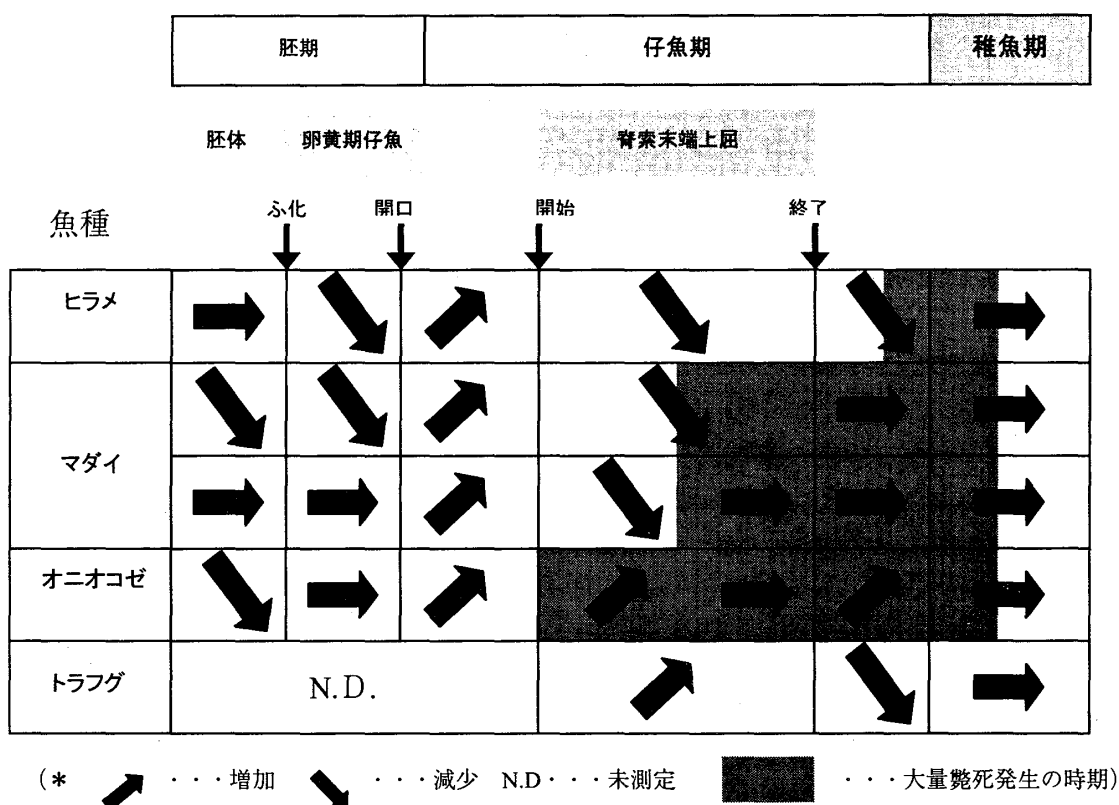 胚期 仔魚期 稚魚期
胚体 卵黄期仔魚 脊索末端上屈
魚種 ふ化 開口 開始 終了
ヒラメ
マダイ
オニオコゼ
トラフグ N.D.
(* ・・・増加 ・・・減少 N.D・・・未測定 ・・・大量斃死発生の時期)